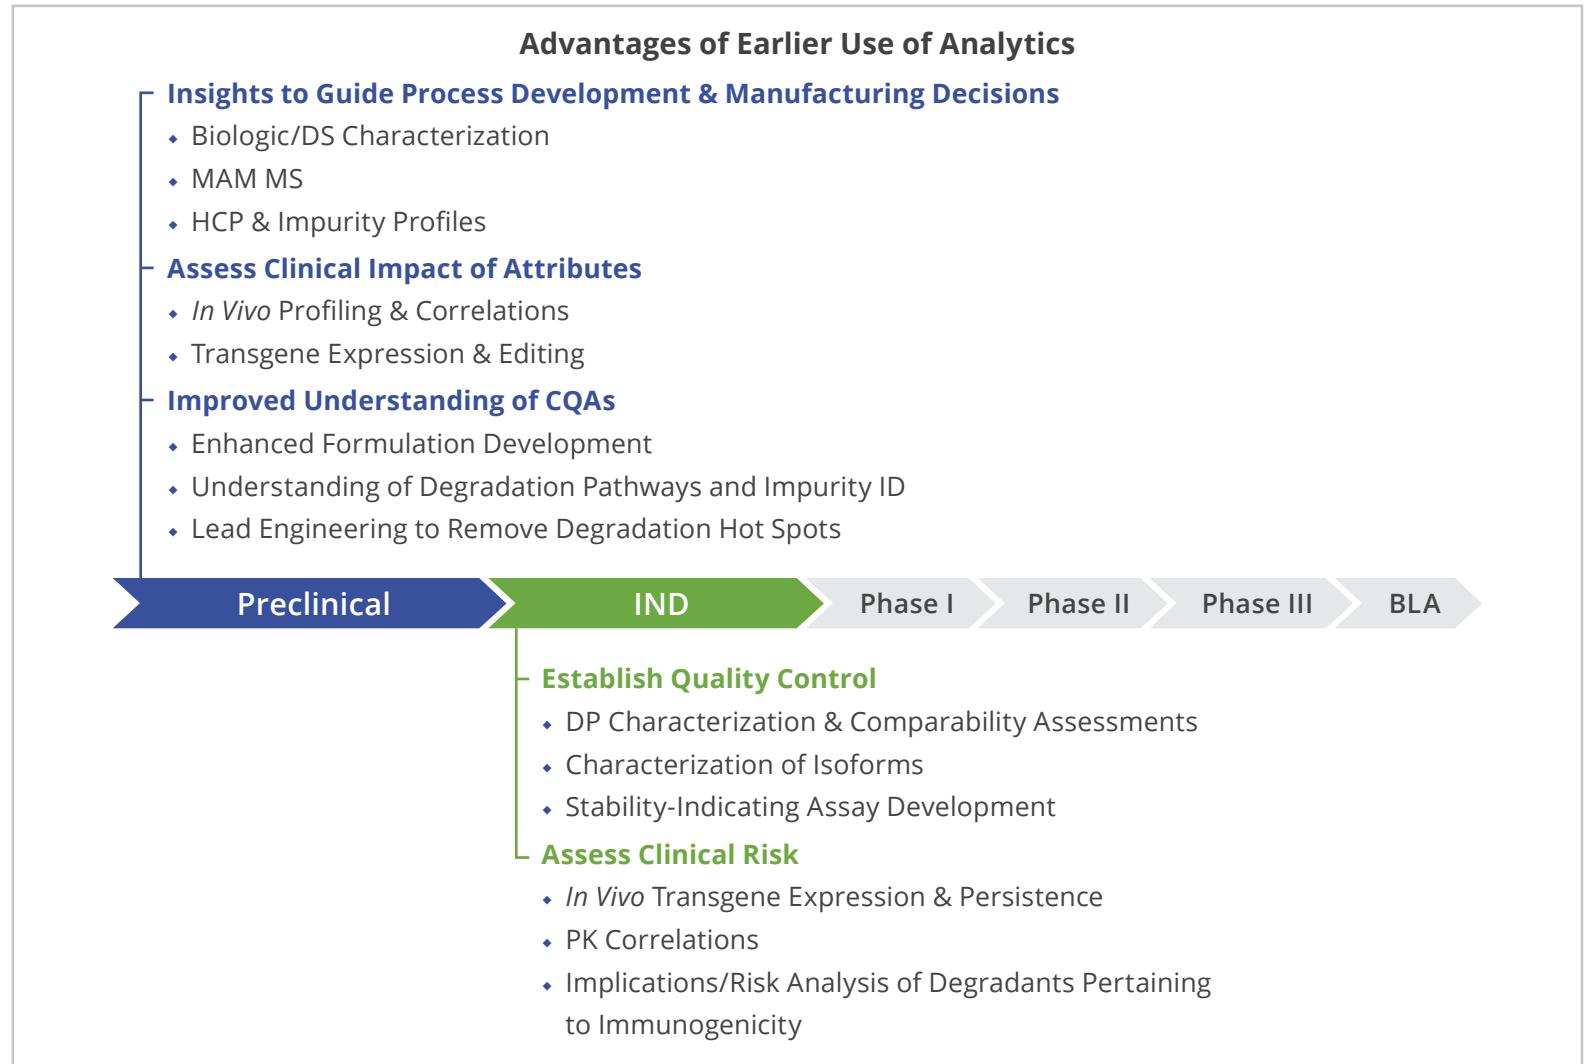 Advantages of Earlier Use of Analytics
Insights to Guide Process Development & Manufacturing Decisions
Biologic/DS Characterization
MAM MS
HCP & Impurity Profiles
Assess Clinical Impact of Attributes
In Vivo Profiling & Correlations
Transgene Expression & Editing
Improved Understanding of CQAs
Enhanced Formulation Development
Understanding of Degradation Pathways and Impurity ID
Lead Engineering to Remove Degradation Hot Spots
Preclinical IND Phase I Phase II Phase III BLA
Establish Quality Control
DP Characterization & Comparability Assessments
Characterization of Isoforms
Stability-Indicating Assay Development
Assess Clinical Risk
In Vivo Transgene Expression & Persistence
PK Correlations
Implications/Risk Analysis of Degradants Pertaining
to Immunogenicity